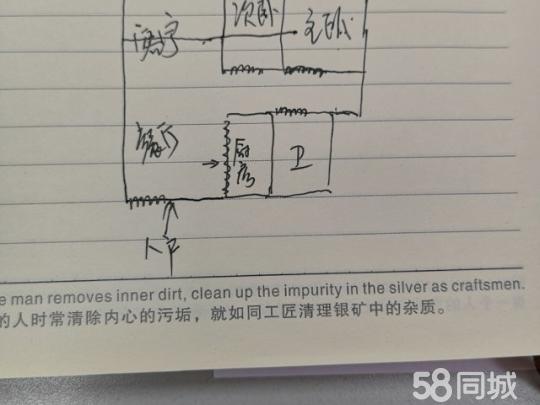 次卧
主卧
客厅
餐厅
厨房
卫
入户
e man removes inner dirt, clean up the impurity in the silver as craftsmen.
的人时常清除内心的污垢，就如同工匠清理银矿中的杂质。
58同城